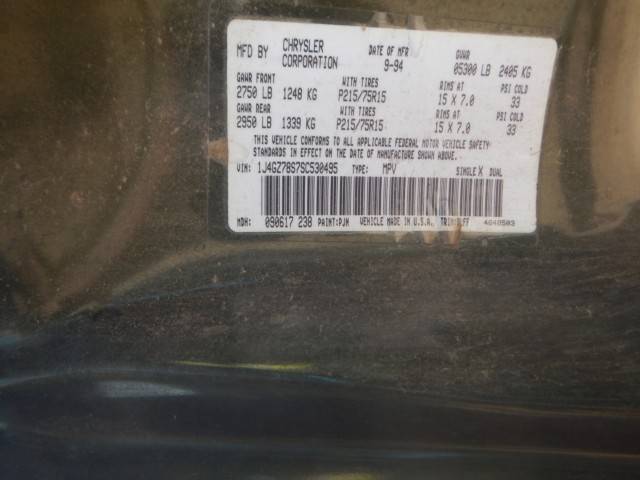 MFD BY CHRYSLER CORPORATION DATE OF MFR 9-94 GVWR 05300 LB 2405 KG
GAWR FRONT WITH TIRES RIMS AT PSI COLD
2750 LB 1248 KG P215/75R15 15 X 7.0 33
GAWR REAR WITH TIRES RIMS AT PSI COLD
2950 LB 1339 KG P215/75R15 15 X 7.0 33
THIS VEHICLE CONFORMS TO ALL APPLICABLE FEDERAL MOTOR VEHICLE SAFETY
STANDARDS IN EFFECT ON THE DATE OF MANUFACTURE SHOWN ABOVE.
VIN: 1J4GZ78S7SC530495 TYPE: MPV SINGLE X DUAL
MDH: 090617 238 PAINT:PJN VEHICLE MADE IN U.S.A. TRIM: